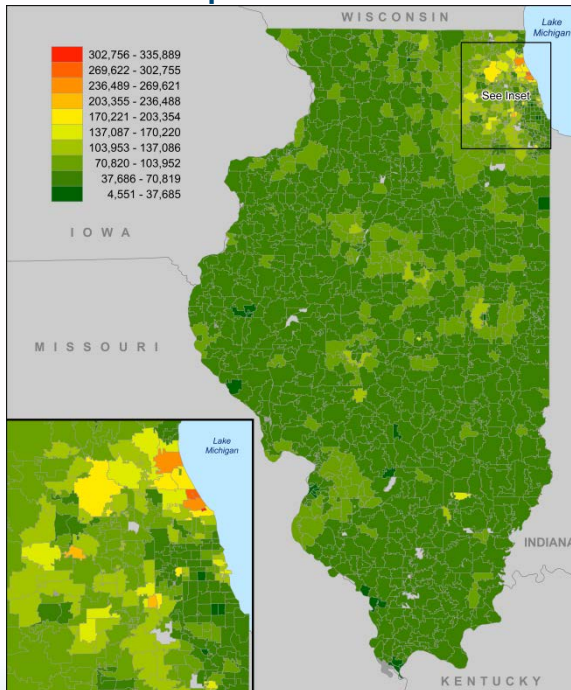 WISCONSIN
Lake
Michigan
302,756 - 335,889
269,622 - 302,755
236,489 - 269,621
203,355 - 236,488
170,221 - 203,354
137,087 - 170,220
103,953 - 137,086
70,820 - 103,952
37,686 - 70,819
4,551 - 37,685
See Inset
IOWA
MISSOURI
Lake
Michigan
INDIANA
KENTUCKY